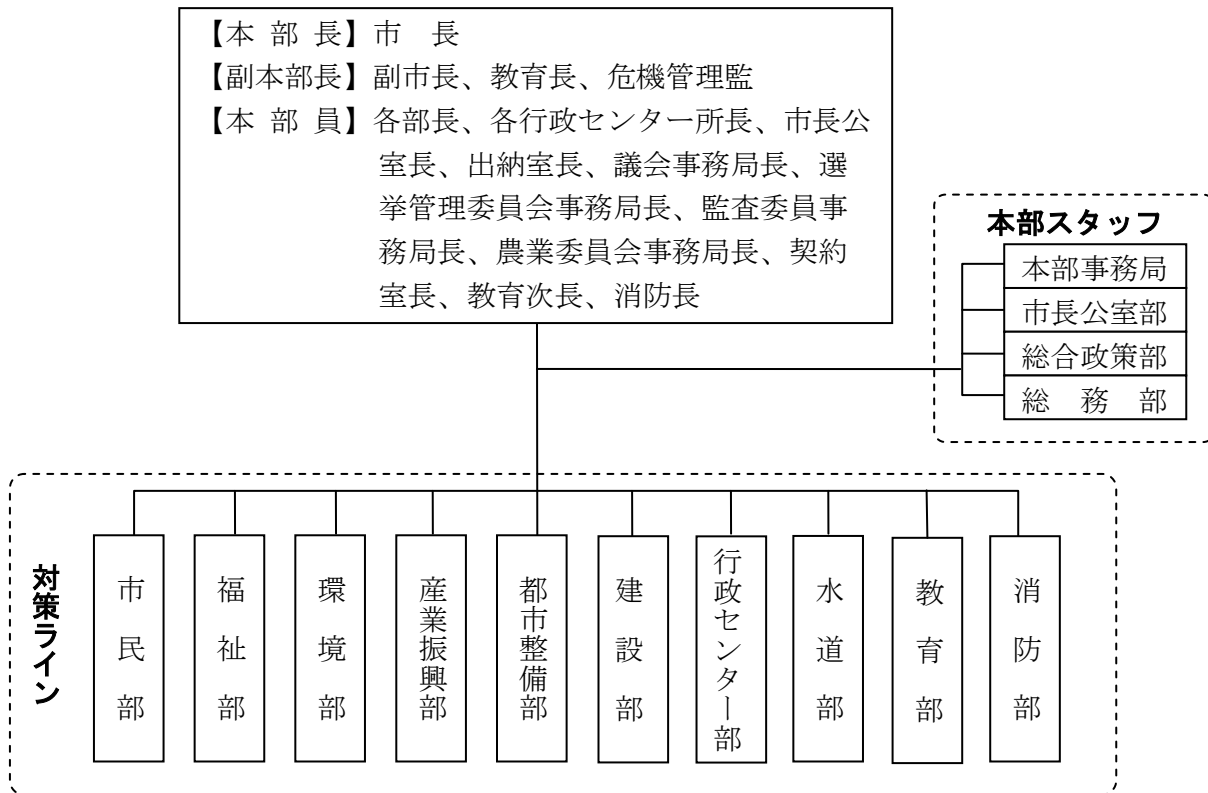 【本 部 長】市　長
【副本部長】副市長、教育長、危機管理監
【本 部 員】各部長、各行政センター所長、市長公
室長、出納室長、議会事務局長、選
挙管理委員会事務局長、監査委員事
務局長、農業委員会事務局長、契約
室長、教育次長、消防長
本部スタッフ
本部事務局
市長公室部
総合政策部
総　務　部
対策ライン
市民部
福祉部
環境部
産業振興部
都市整備部
建設部
行政センター部
水道部
教育部
消防部